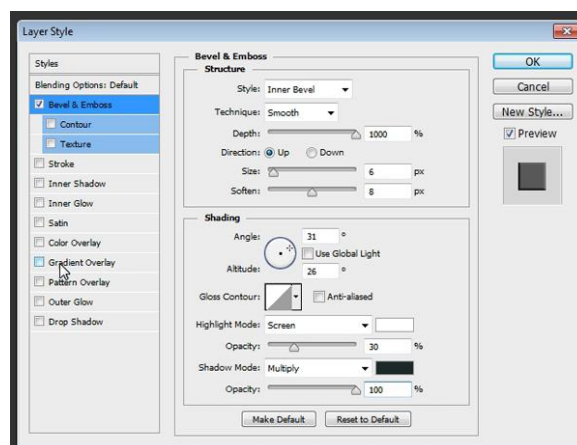 Layer Style
Styles
Blending Options: Default
Bevel & Emboss
Contour
Texture
Stroke
Inner Shadow
Inner Glow
Satin
Color Overlay
Gradient Overlay
Pattern Overlay
Outer Glow
Drop Shadow
Bevel & Emboss
Structure
Style: Inner Bevel
Technique: Smooth
Depth: 1000 %
Direction: Up Down
Size: 6 px
Soften: 8 px
Shading
Angle: 31 °
Use Global Light
Altitude: 26 °
Gloss Contour: Anti-aliased
Highlight Mode: Screen
Opacity: 30 %
Shadow Mode: Multiply
Opacity: 100 %
Make Default Reset to Default
OK
Cancel
New Style...
Preview